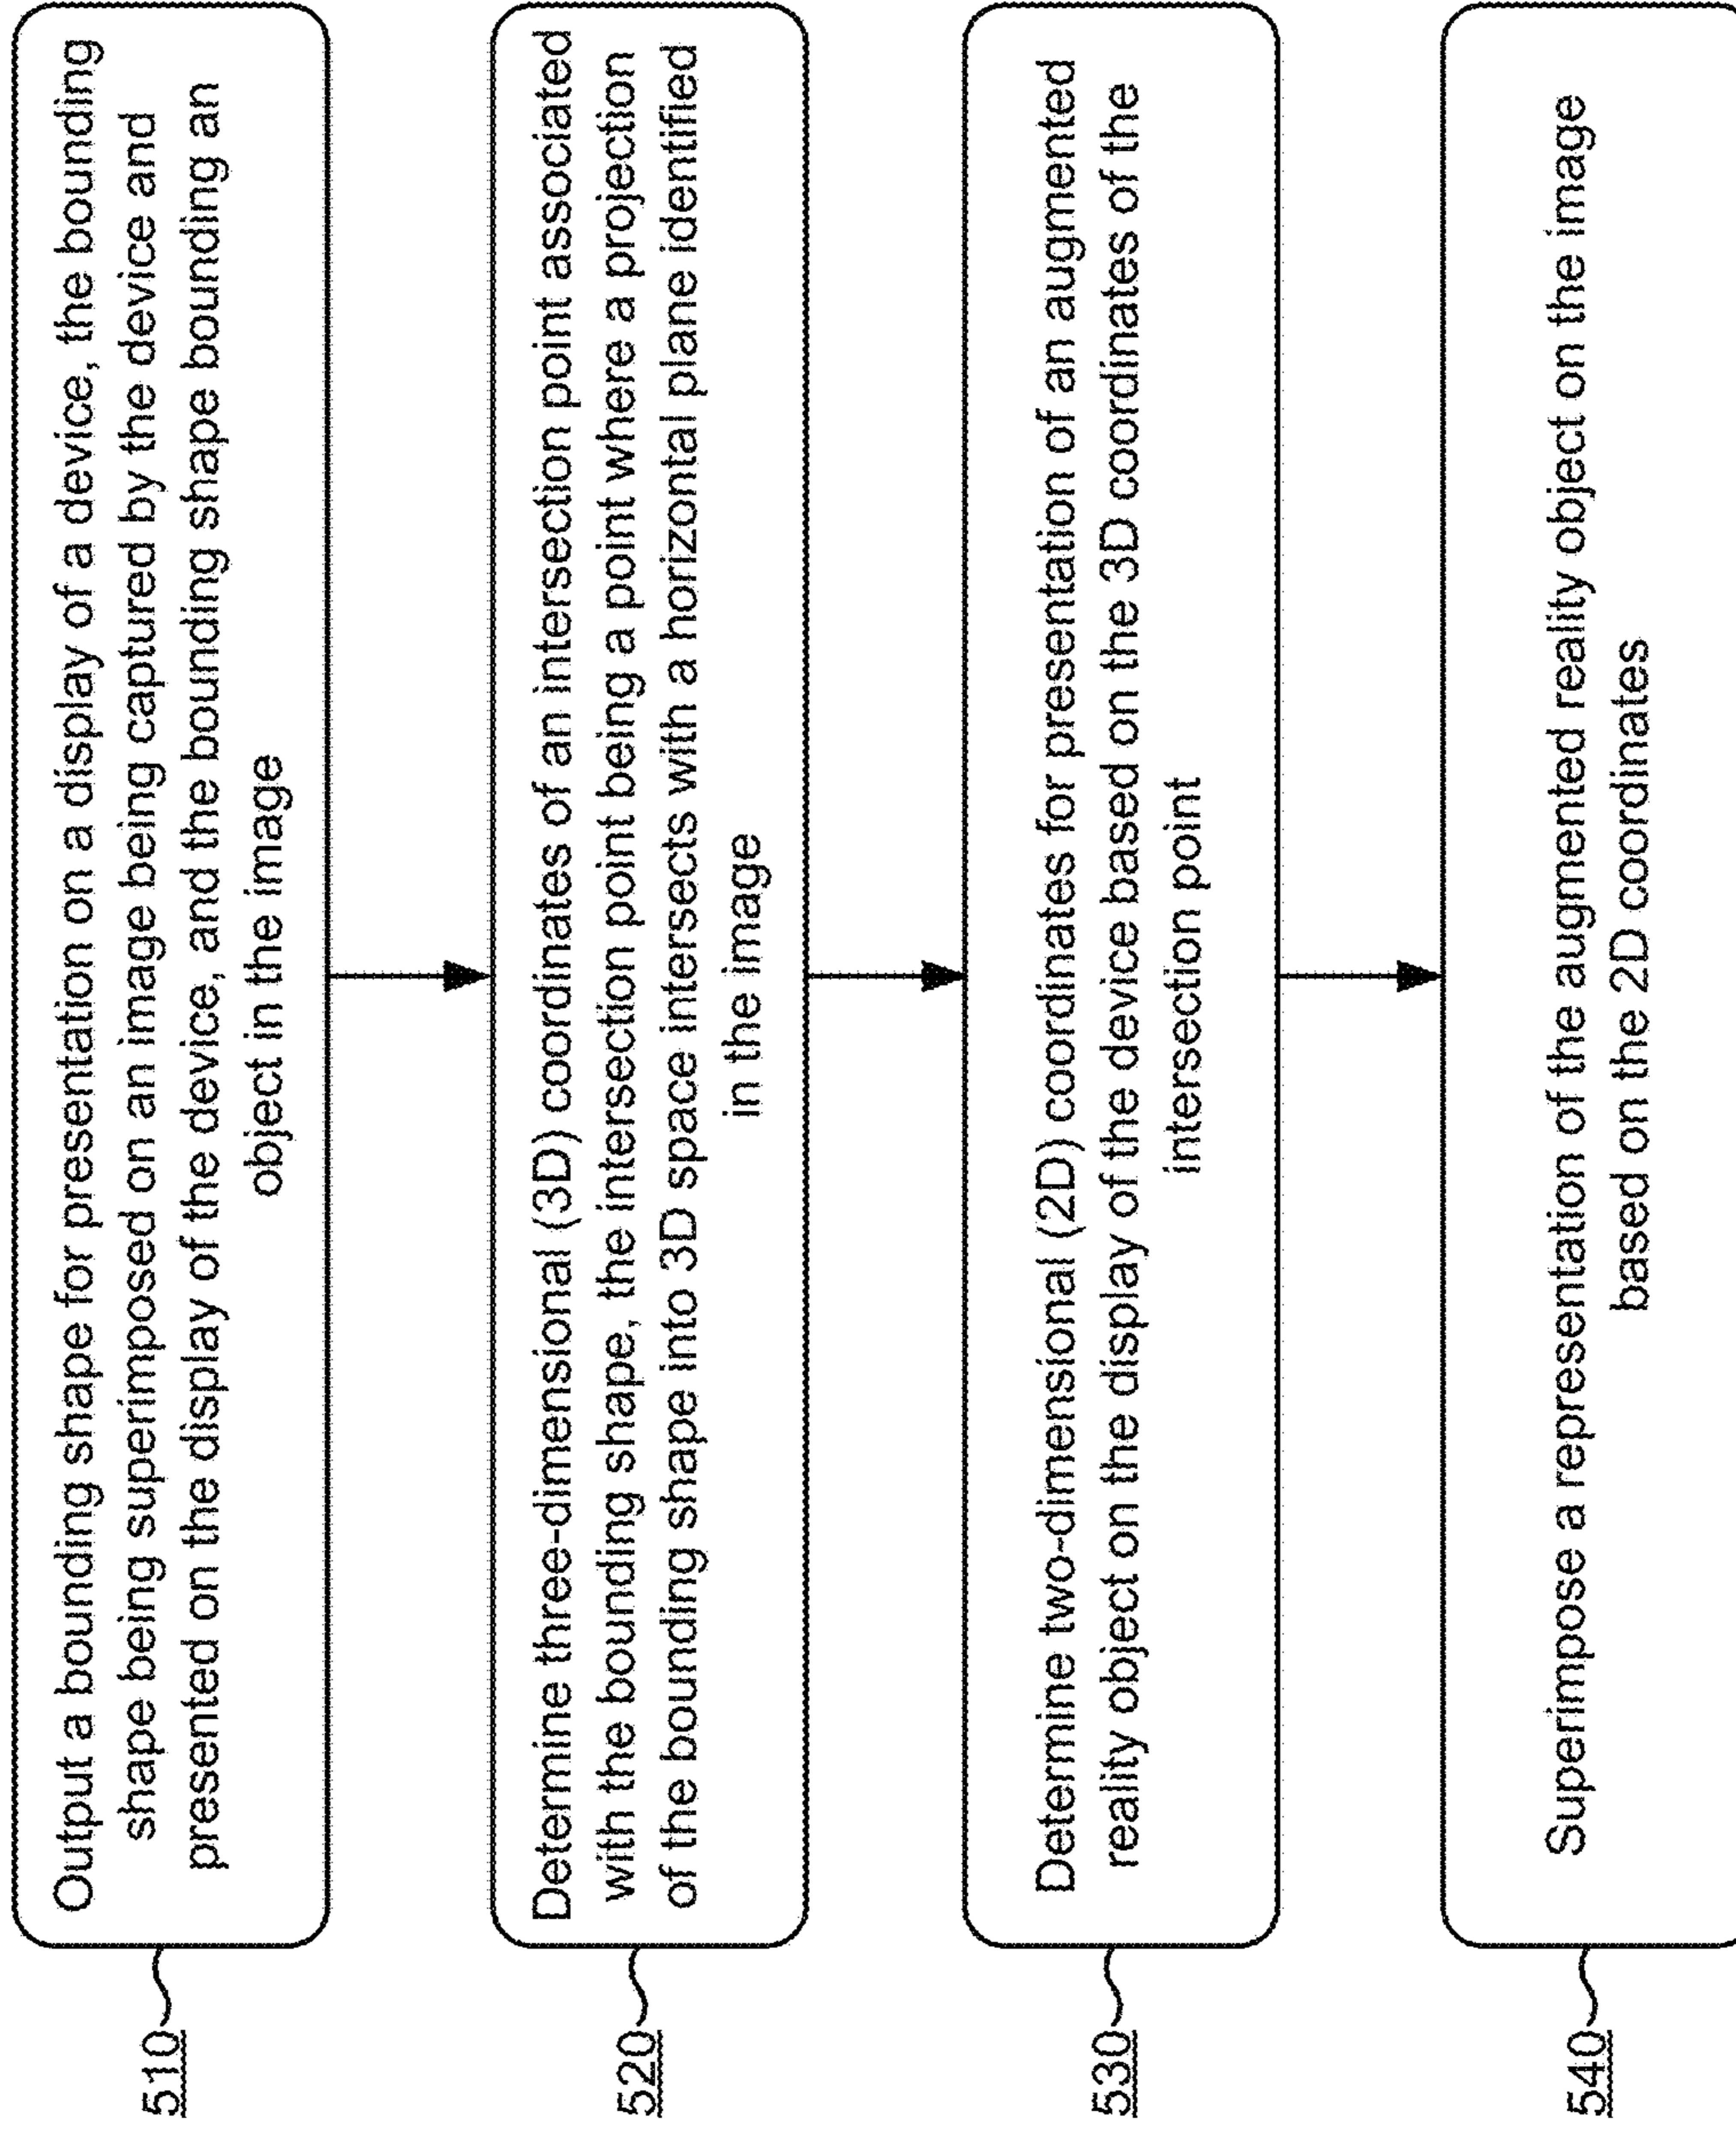 510
Output a bounding shape for presentation on a display of a device, the bounding
shape being superimposed on an image being captured by the device and
presented on the display of the device, and the bounding shape bounding an
object in the image
520
Determine three-dimensional (3D) coordinates of an intersection point associated
with the bounding shape, the intersection point being a point where a projection
of the bounding shape into 3D space intersects with a horizontal plane identified
in the image
530
Determine two-dimensional (2D) coordinates for presentation of an augmented
reality object on the display of the device based on the 3D coordinates of the
intersection point
540
Superimpose a representation of the augmented reality object on the image
based on the 2D coordinates